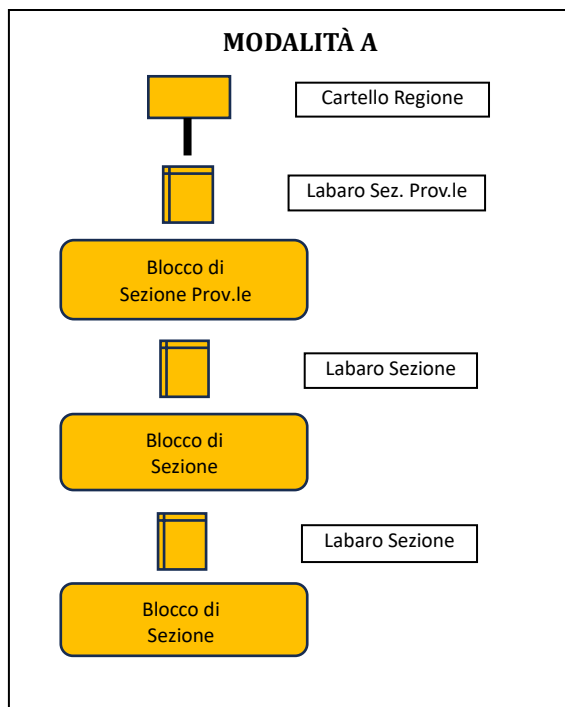 MODALITÀ A
Cartello Regione
Labaro Sez. Prov.le
Blocco di
Sezione Prov.le
Labaro Sezione
Blocco di
Sezione
Labaro Sezione
Blocco di
Sezione